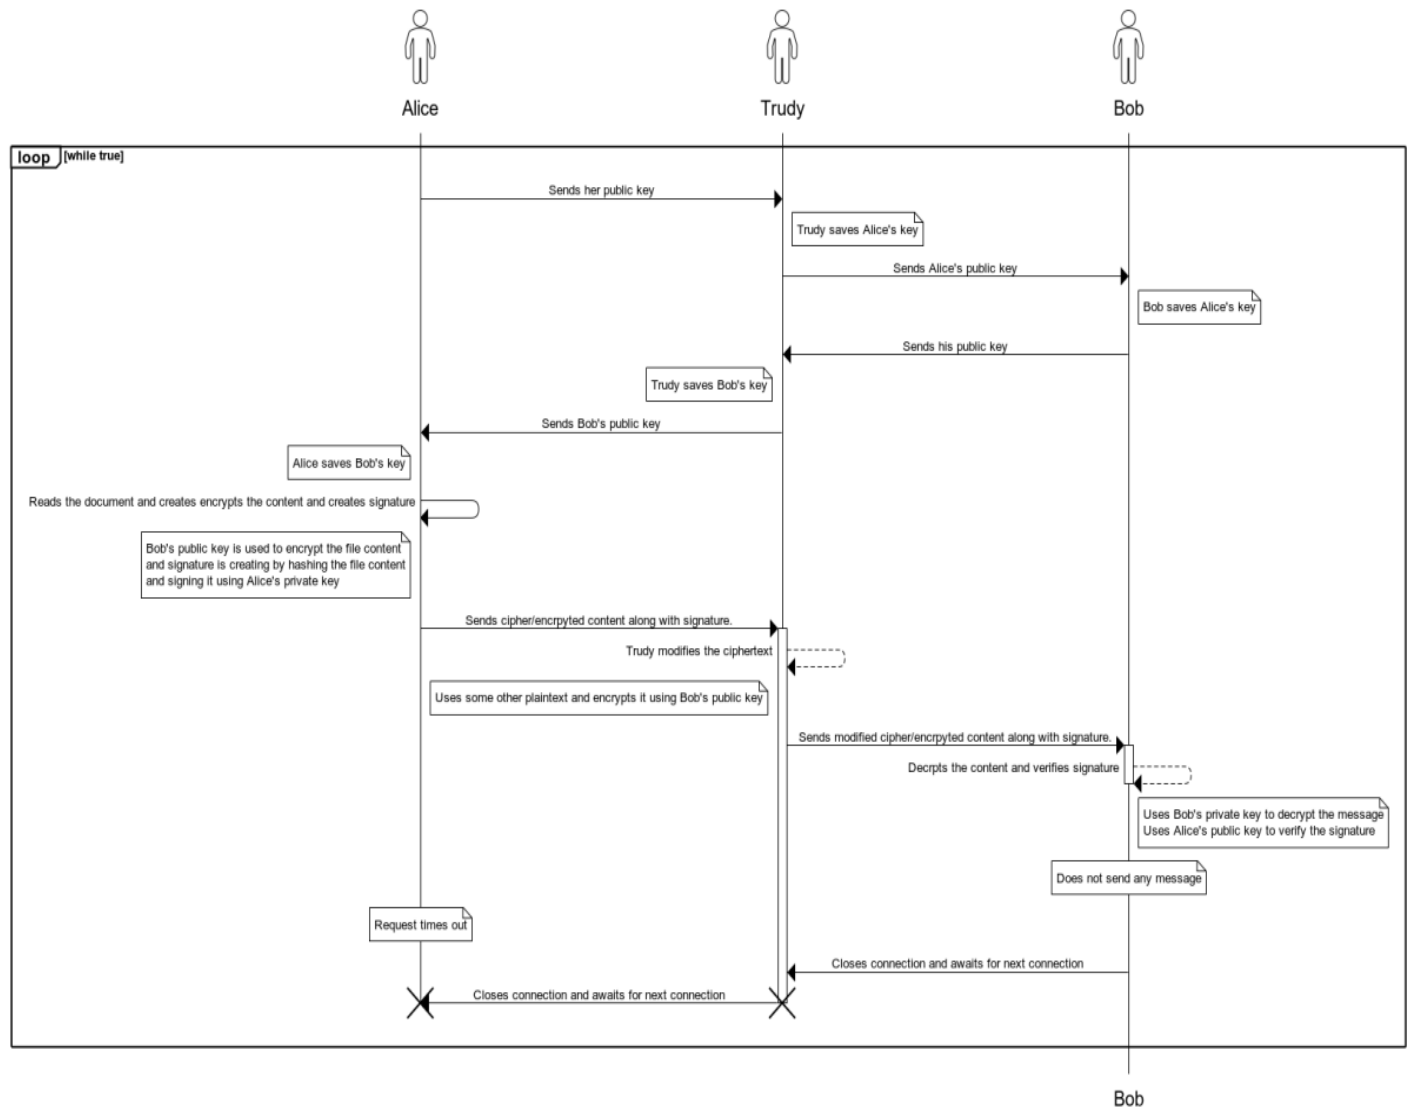 Alice
Trudy
Bob
loop
[while true]
Sends her public key
Trudy saves Alice's key
Sends Alice's public key
Bob saves Alice's key
Sends his public key
Trudy saves Bob's key
Sends Bob's public key
Alice saves Bob's key
Reads the document and creates encrypts the content and creates signature
Bob's public key is used to encrypt the file content
and signature is creating by hashing the file content
and signing it using Alice's private key
Sends cipher/encrpyted content along with signature.
Trudy modifies the ciphertext
Uses some other plaintext and encrypts it using Bob's public key
Sends modified cipher/encrpyted content along with signature.
Decrpts the content and verifies signature
Uses Bob's private key to decrypt the message
Uses Alice's public key to verify the signature
Does not send any message
Request times out
Closes connection and awaits for next connection
Closes connection and awaits for next connection
Bob